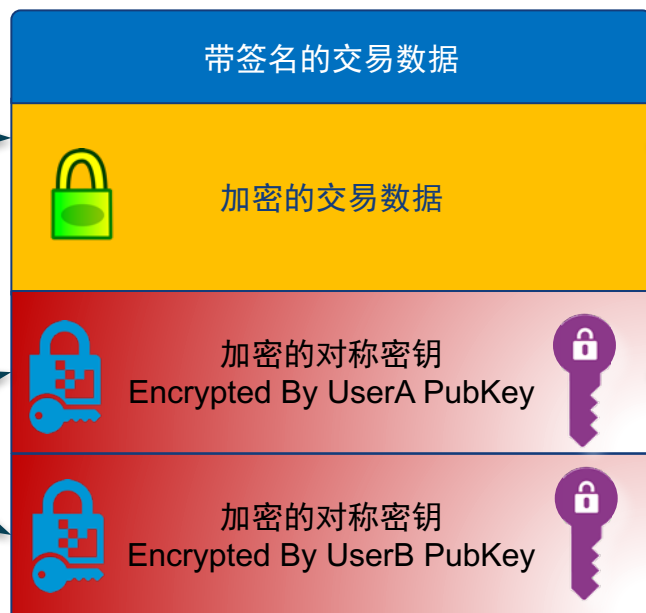 带签名的交易数据
加密的交易数据
加密的对称密钥
Encrypted By UserA PubKey
加密的对称密钥
Encrypted By UserB PubKey